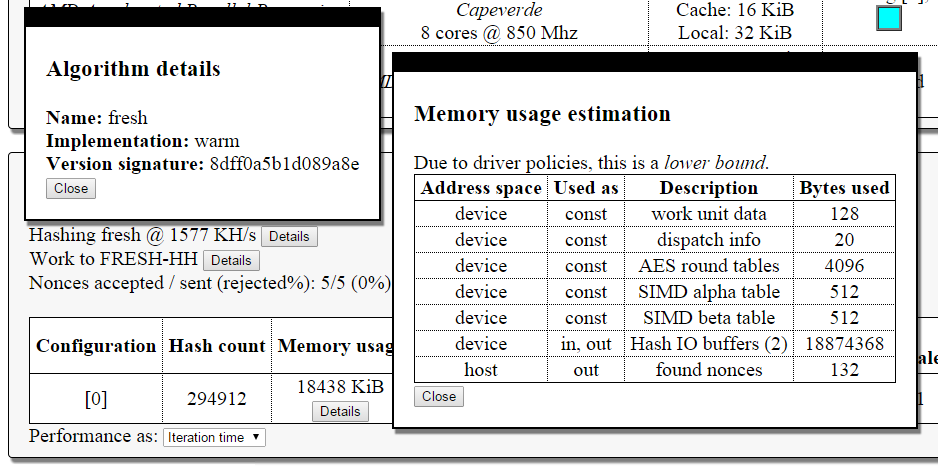 Capeverde
8 cores @ 850 Mhz
Cache: 16 KiB
Local: 32 KiB
Algorithm details
Name: fresh
Implementation: warm
Version signature: 8dff0a5b1d089a8e
Close
Memory usage estimation
Due to driver policies, this is a lower bound.
Address space Used as Description Bytes used
device const work unit data 128
device const dispatch info 20
device const AES round tables 4096
device const SIMD alpha table 512
device const SIMD beta table 512
device in, out Hash IO buffers (2) 18874368
host out found nonces 132
Close
Hashing fresh @ 1577 KH/s Details
Work to FRESH-HH Details
Nonces accepted / sent (rejected%): 5/5 (0%)
Configuration Hash count Memory usag
[0] 294912 18438 KiB
Details
Performance as: Iteration time